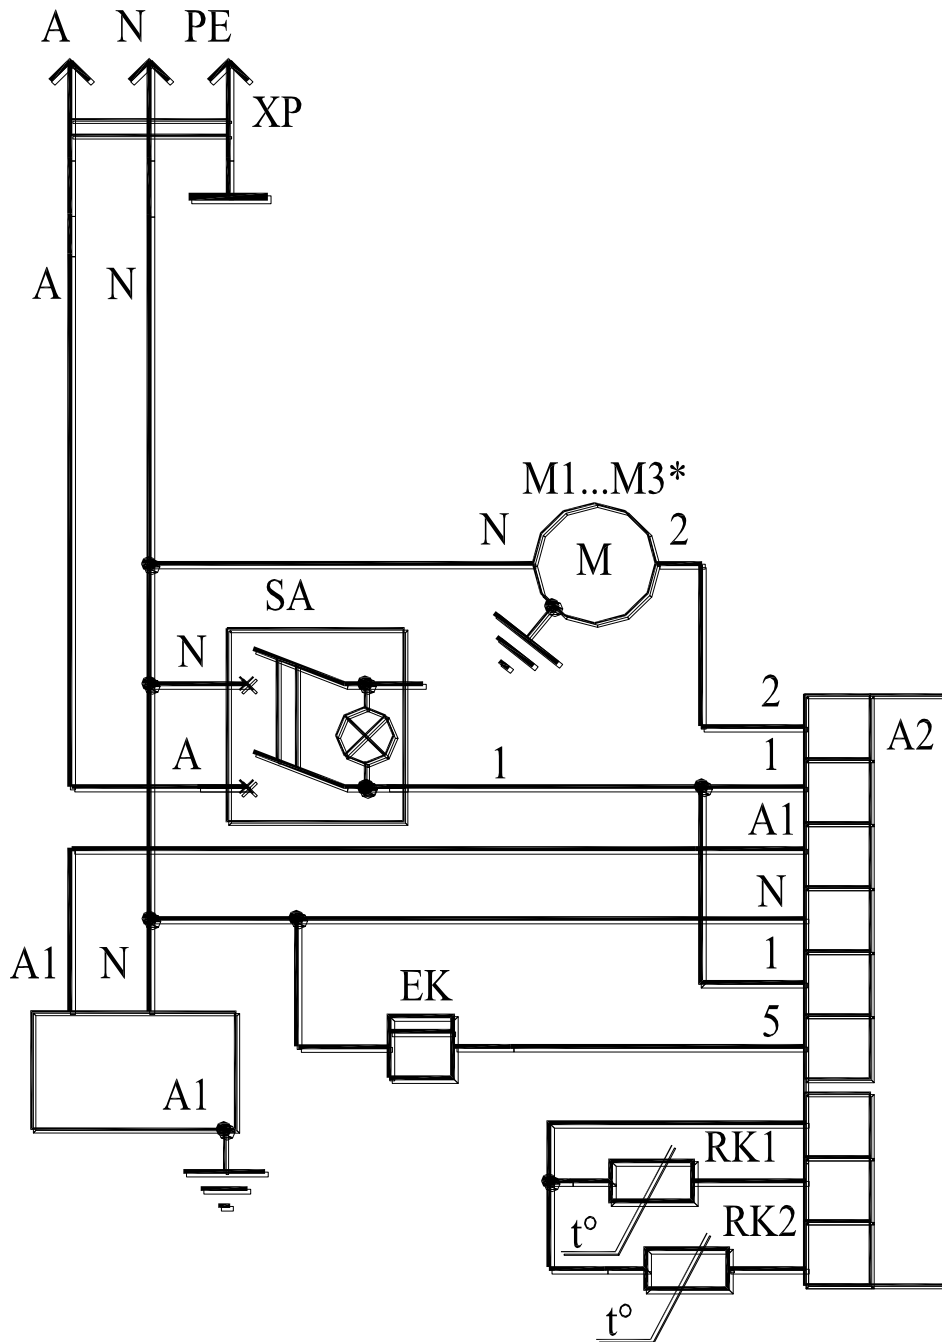 A N PE
XP
A N
M1...M3*
N 2
M
SA
N
2
A2
A 1 1
A1
N
A1 N 1
EK
5
A1
RK1
RK2
t°
t°